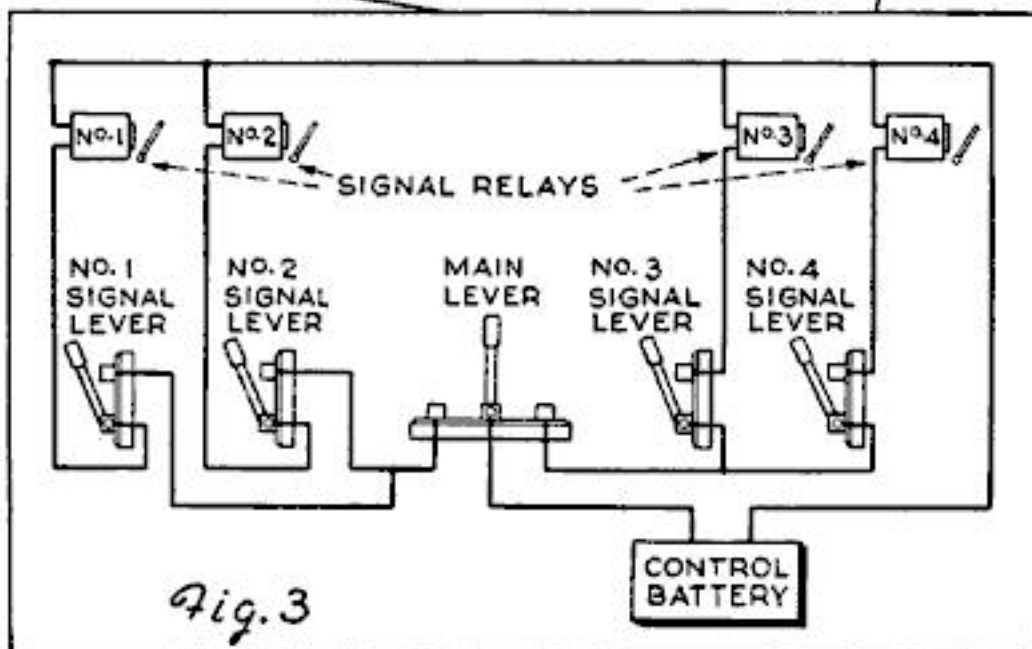 No.1
No.2
No.3
No.4
SIGNAL RELAYS
No.1
SIGNAL
LEVER
No.2
SIGNAL
LEVER
MAIN
LEVER
No.3
SIGNAL
LEVER
No.4
SIGNAL
LEVER
CONTROL
BATTERY
Fig. 3